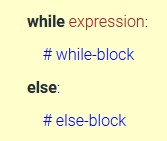 while expression:
    # while-block
else:
    # else-block